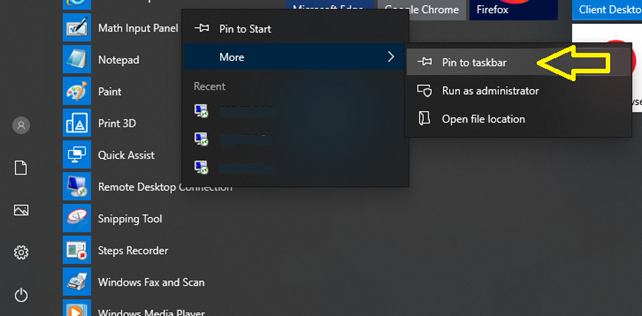 Math Input Panel
Notepad
Paint
Print 3D
Quick Assist
Remote Desktop Connection
Snipping Tool
Steps Recorder
Windows Fax and Scan
Windows Media Player
Pin to Start
More
Recent
Microsoft Edge
Google Chrome
Firefox
Client Desktop
Pin to taskbar
Run as administrator
Open file location